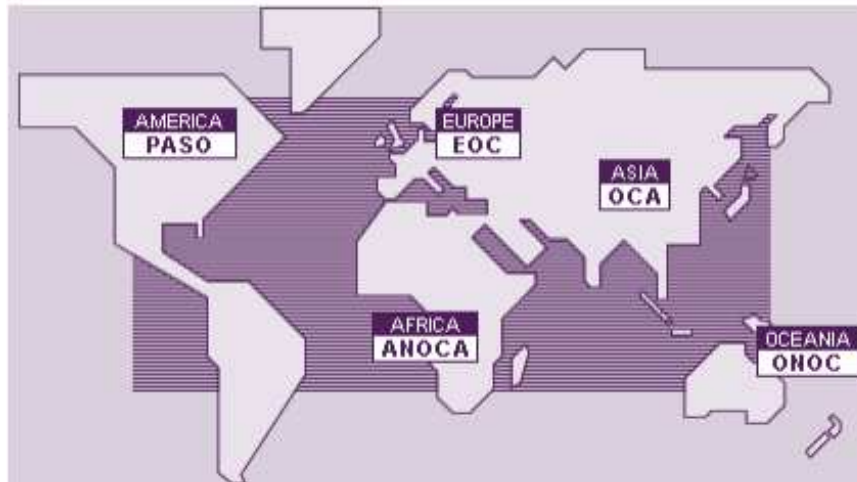 AMERICA
PASO
EUROPE
EOC
ASIA
OCA
AFRICA
ANOCA
OCEANIA
ONOC